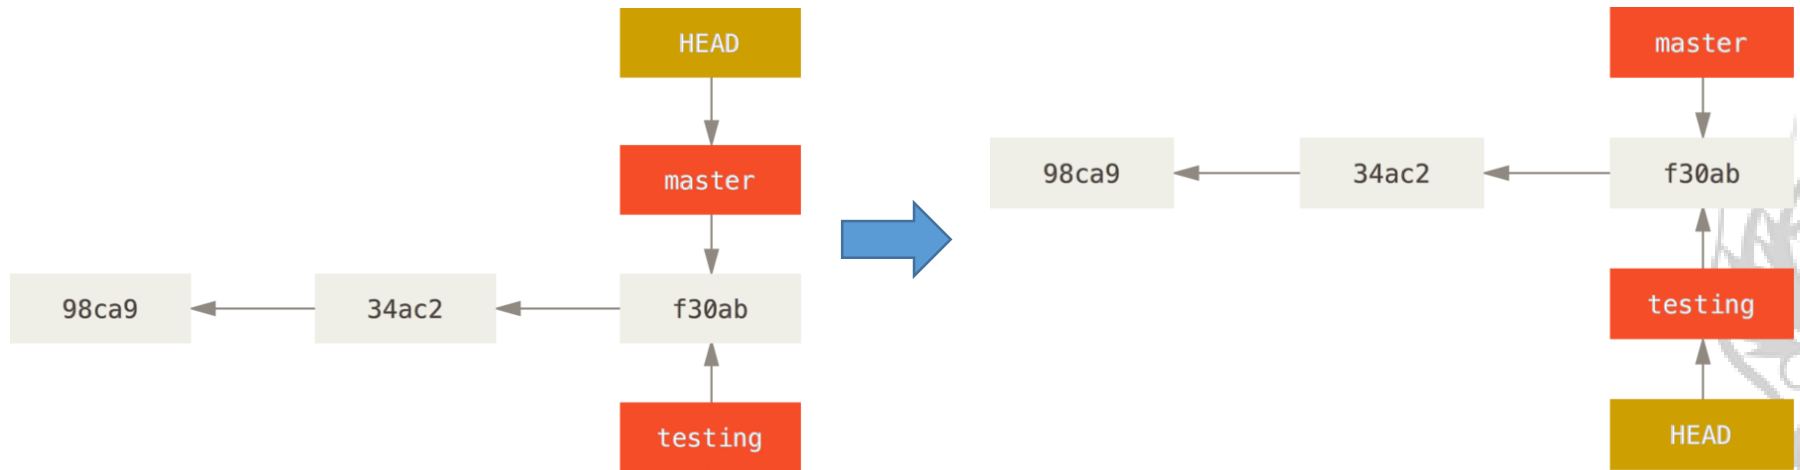 HEAD
master
98ca9
34ac2
f30ab
testing
master
98ca9
34ac2
f30ab
testing
HEAD